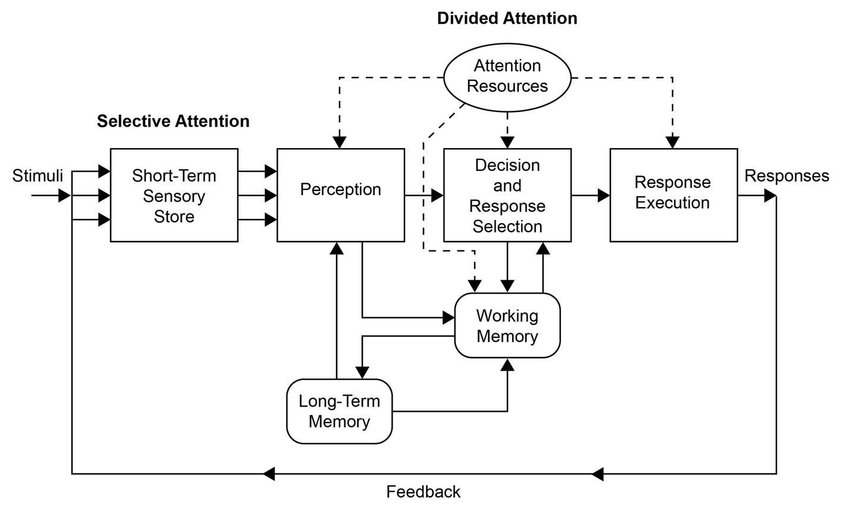 Divided Attention
Attention
Resources
Selective Attention
Stimuli
Short-Term
Sensory
Store
Perception
Decision
and
Response
Selection
Response
Execution
Responses
Working
Memory
Long-Term
Memory
Feedback